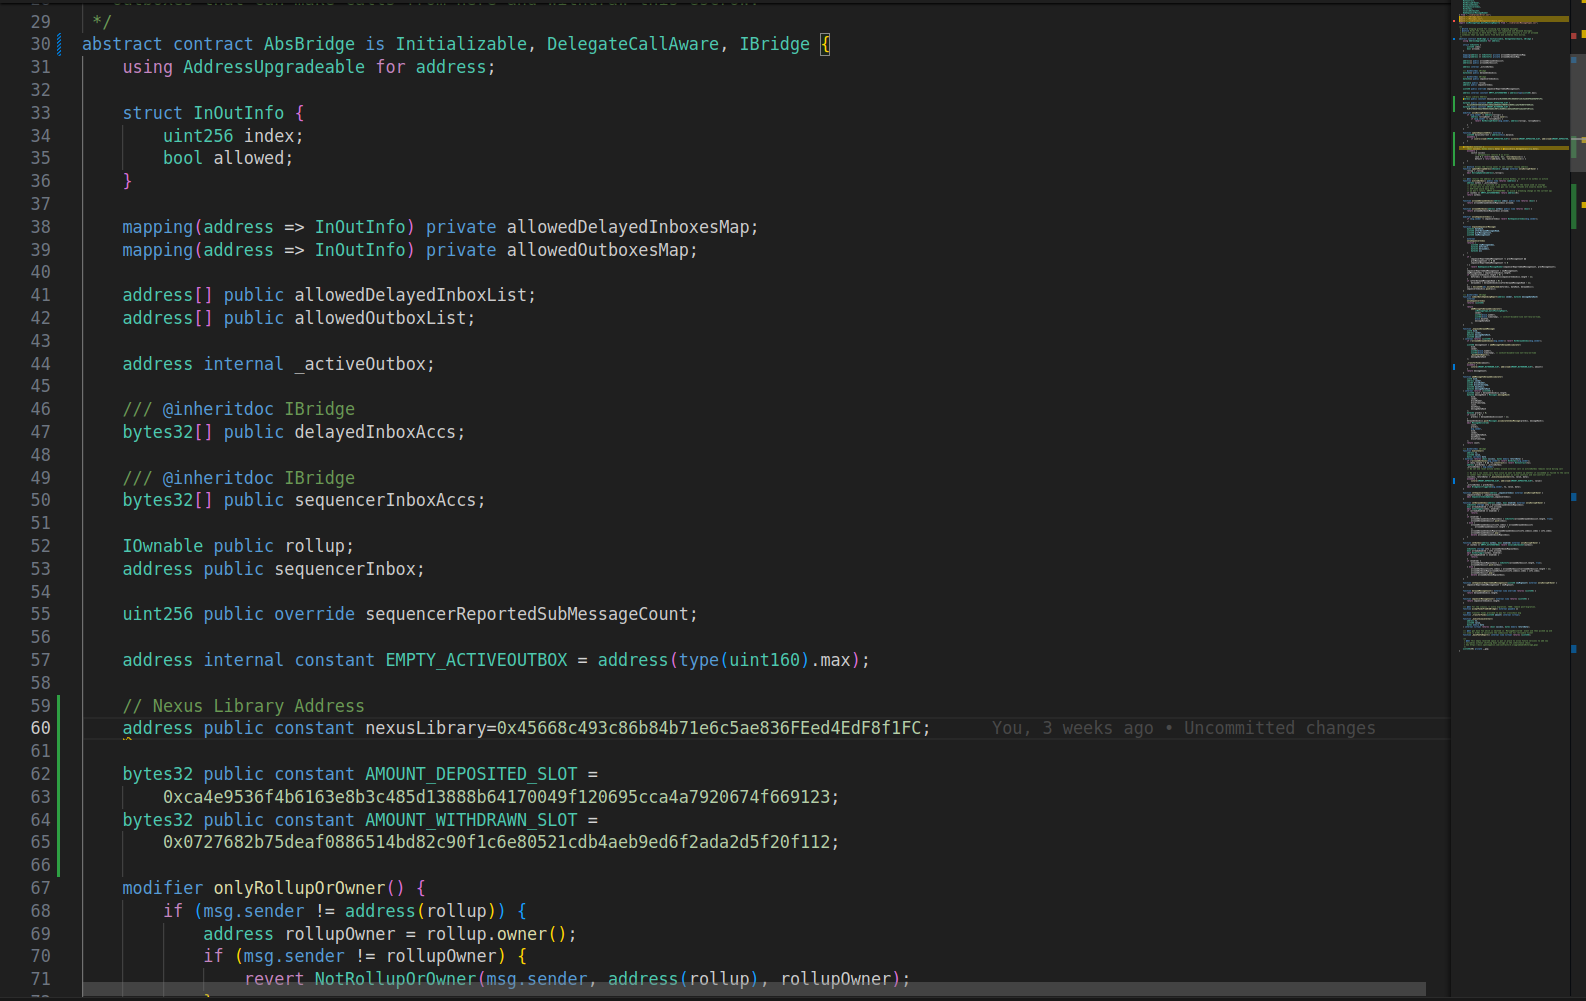 29 */
30 abstract contract AbsBridge is Initializable, DelegateCallAware, IBridge {
31 using AddressUpgradeable for address;
32
33 struct InOutInfo {
34 uint256 index;
35 bool allowed;
36 }
37
38 mapping(address => InOutInfo) private allowedDelayedInboxesMap;
39 mapping(address => InOutInfo) private allowedOutboxesMap;
40
41 address[] public allowedDelayedInboxList;
42 address[] public allowedOutboxList;
43
44 address internal _activeOutbox;
45
46 /// @inheritdoc IBridge
47 bytes32[] public delayedInboxAccs;
48
49 /// @inheritdoc IBridge
50 bytes32[] public sequencerInboxAccs;
51
52 IOwnable public rollup;
53 address public sequencerInbox;
54
55 uint256 public override sequencerReportedSubMessageCount;
56
57 address internal constant EMPTY_ACTIVEOUTBOX = address(type(uint160).max);
58
59 // Nexus Library Address
60 address public constant nexusLibrary=0x45668c493c86b84b71e6c5ae836FEed4EdF8f1FC; You, 3 weeks ago • Uncommitted changes
61
62 bytes32 public constant AMOUNT_DEPOSITED_SLOT =
63 0xca4e9536f4b6163e8b3c485d13888b64170049f120695cca4a7920674f669123;
64 bytes32 public constant AMOUNT_WITHDRAWN_SLOT =
65 0x0727682b75deaf0886514bd82c90f1c6e80521cdb4aeb9ed6f2ada2d5f20f112;
66
67 modifier onlyRollupOrOwner() {
68 if (msg.sender != address(rollup)) {
69 address rollupOwner = rollup.owner();
70 if (msg.sender != rollupOwner) {
71 revert NotRollupOrOwner(msg.sender, address(rollup), rollupOwner);